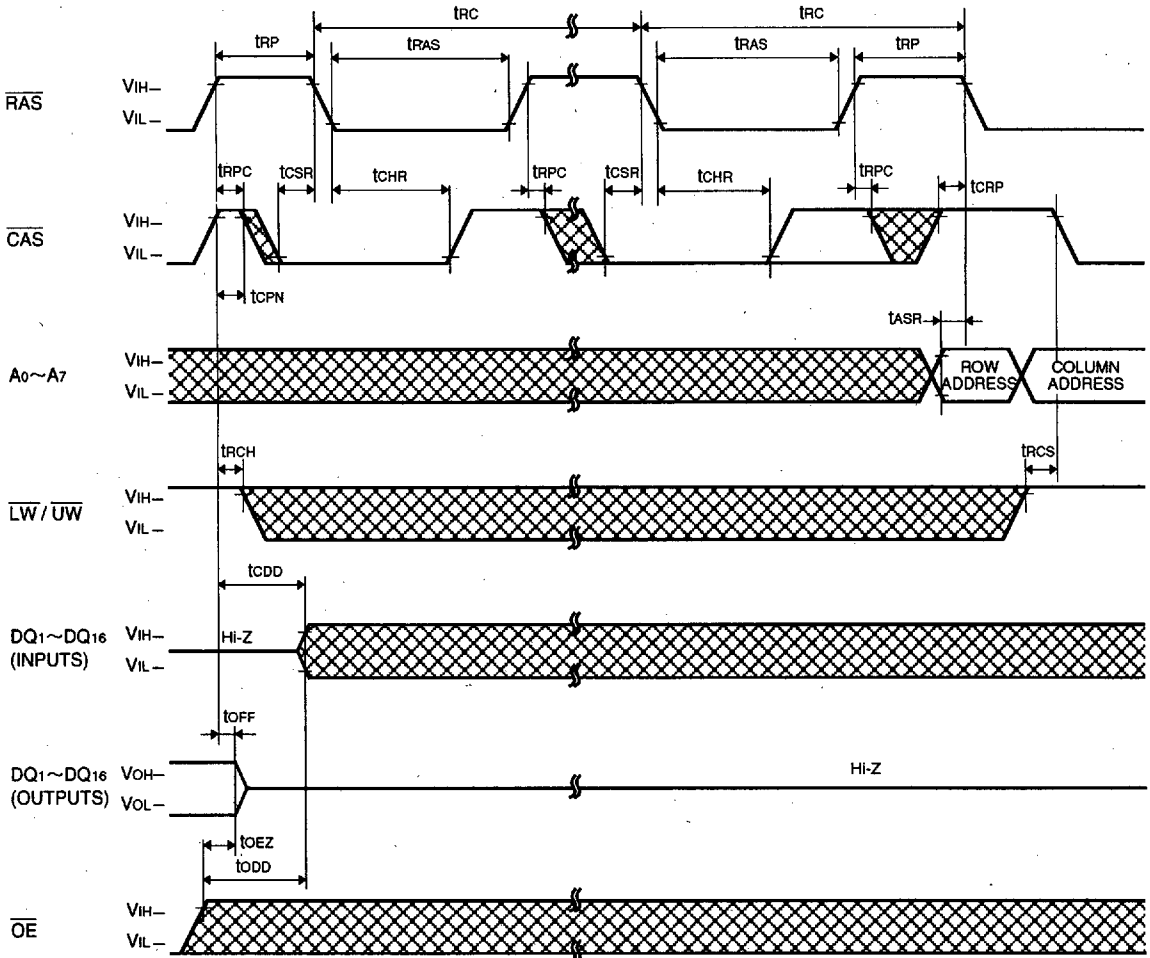 tRC tRC
tRP tRAS tRAS tRP
RAS VIH
VIL
tRPC tCSR tCHR tRPC tCSR tCHR tRPC tCRP
CAS VIH
VIL
tCPN
tASR
A0~A7 VIH
VIL
ROW ADDRESS
COLUMN ADDRESS
tRCH tRCS
LW / UW VIH
VIL
tCDD
DQ1~DQ16 (INPUTS) VIH
VIL
Hi-Z
tOFF
DQ1~DQ16 (OUTPUTS) VOH
VOL
Hi-Z
tOEZ
tODD
OE VIH
VIL